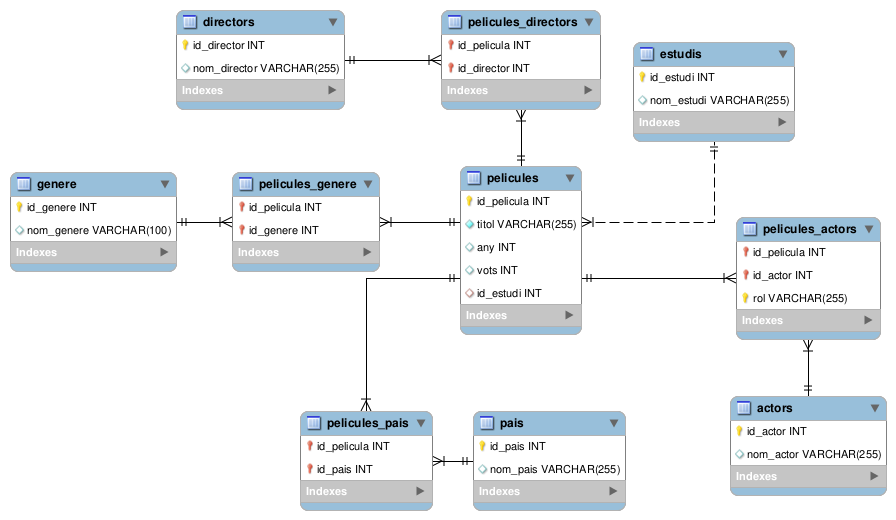 directors
id_director INT
nom_director VARCHAR(255)
Indexes
pelicules_directors
id_pelicula INT
id_director INT
Indexes
estudis
id_estudi INT
nom_estudi VARCHAR(255)
Indexes
genere
id_genere INT
nom_genere VARCHAR(100)
Indexes
pelicules_genere
id_pelicula INT
id_genere INT
Indexes
pelicules
id_pelicula INT
titol VARCHAR(255)
any INT
vots INT
id_estudi INT
Indexes
pelicules_actors
id_pelicula INT
id_actor INT
rol VARCHAR(255)
Indexes
pelicules_pais
id_pelicula INT
id_pais INT
Indexes
pais
id_pais INT
nom_pais VARCHAR(255)
Indexes
actors
id_actor INT
nom_actor VARCHAR(255)
Indexes